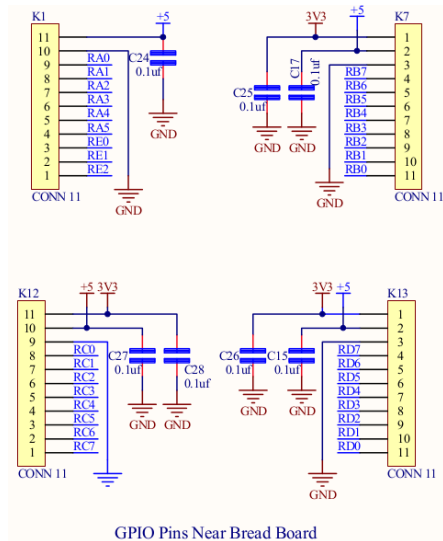 K1
+5
11
10
9
8
7
6
5
4
3
2
1
RA0
RA1
RA2
RA3
RA4
RA5
RE0
RE1
RE2
C24
0.1uf
GND
GND
CONN 11
3V3
+5
K7
1
2
3
4
5
6
7
8
9
10
11
RB7
RB6
RB5
RB4
RB3
RB2
RB1
RB0
C25
0.1uf
C17
0.1uf
GND
GND
GND
CONN 11
K12
+5
3V3
11
10
9
8
7
6
5
4
3
2
1
RC0
RC1
RC2
RC3
RC4
RC5
RC6
RC7
C27
0.1uf
C28
0.1uf
GND
GND
CONN 11
3V3
+5
K13
1
2
3
4
5
6
7
8
9
10
11
RD7
RD6
RD5
RD4
RD3
RD2
RD1
RD0
C26
0.1uf
C15
0.1uf
GND
GND
GND
CONN 11
GPIO Pins Near Bread Board